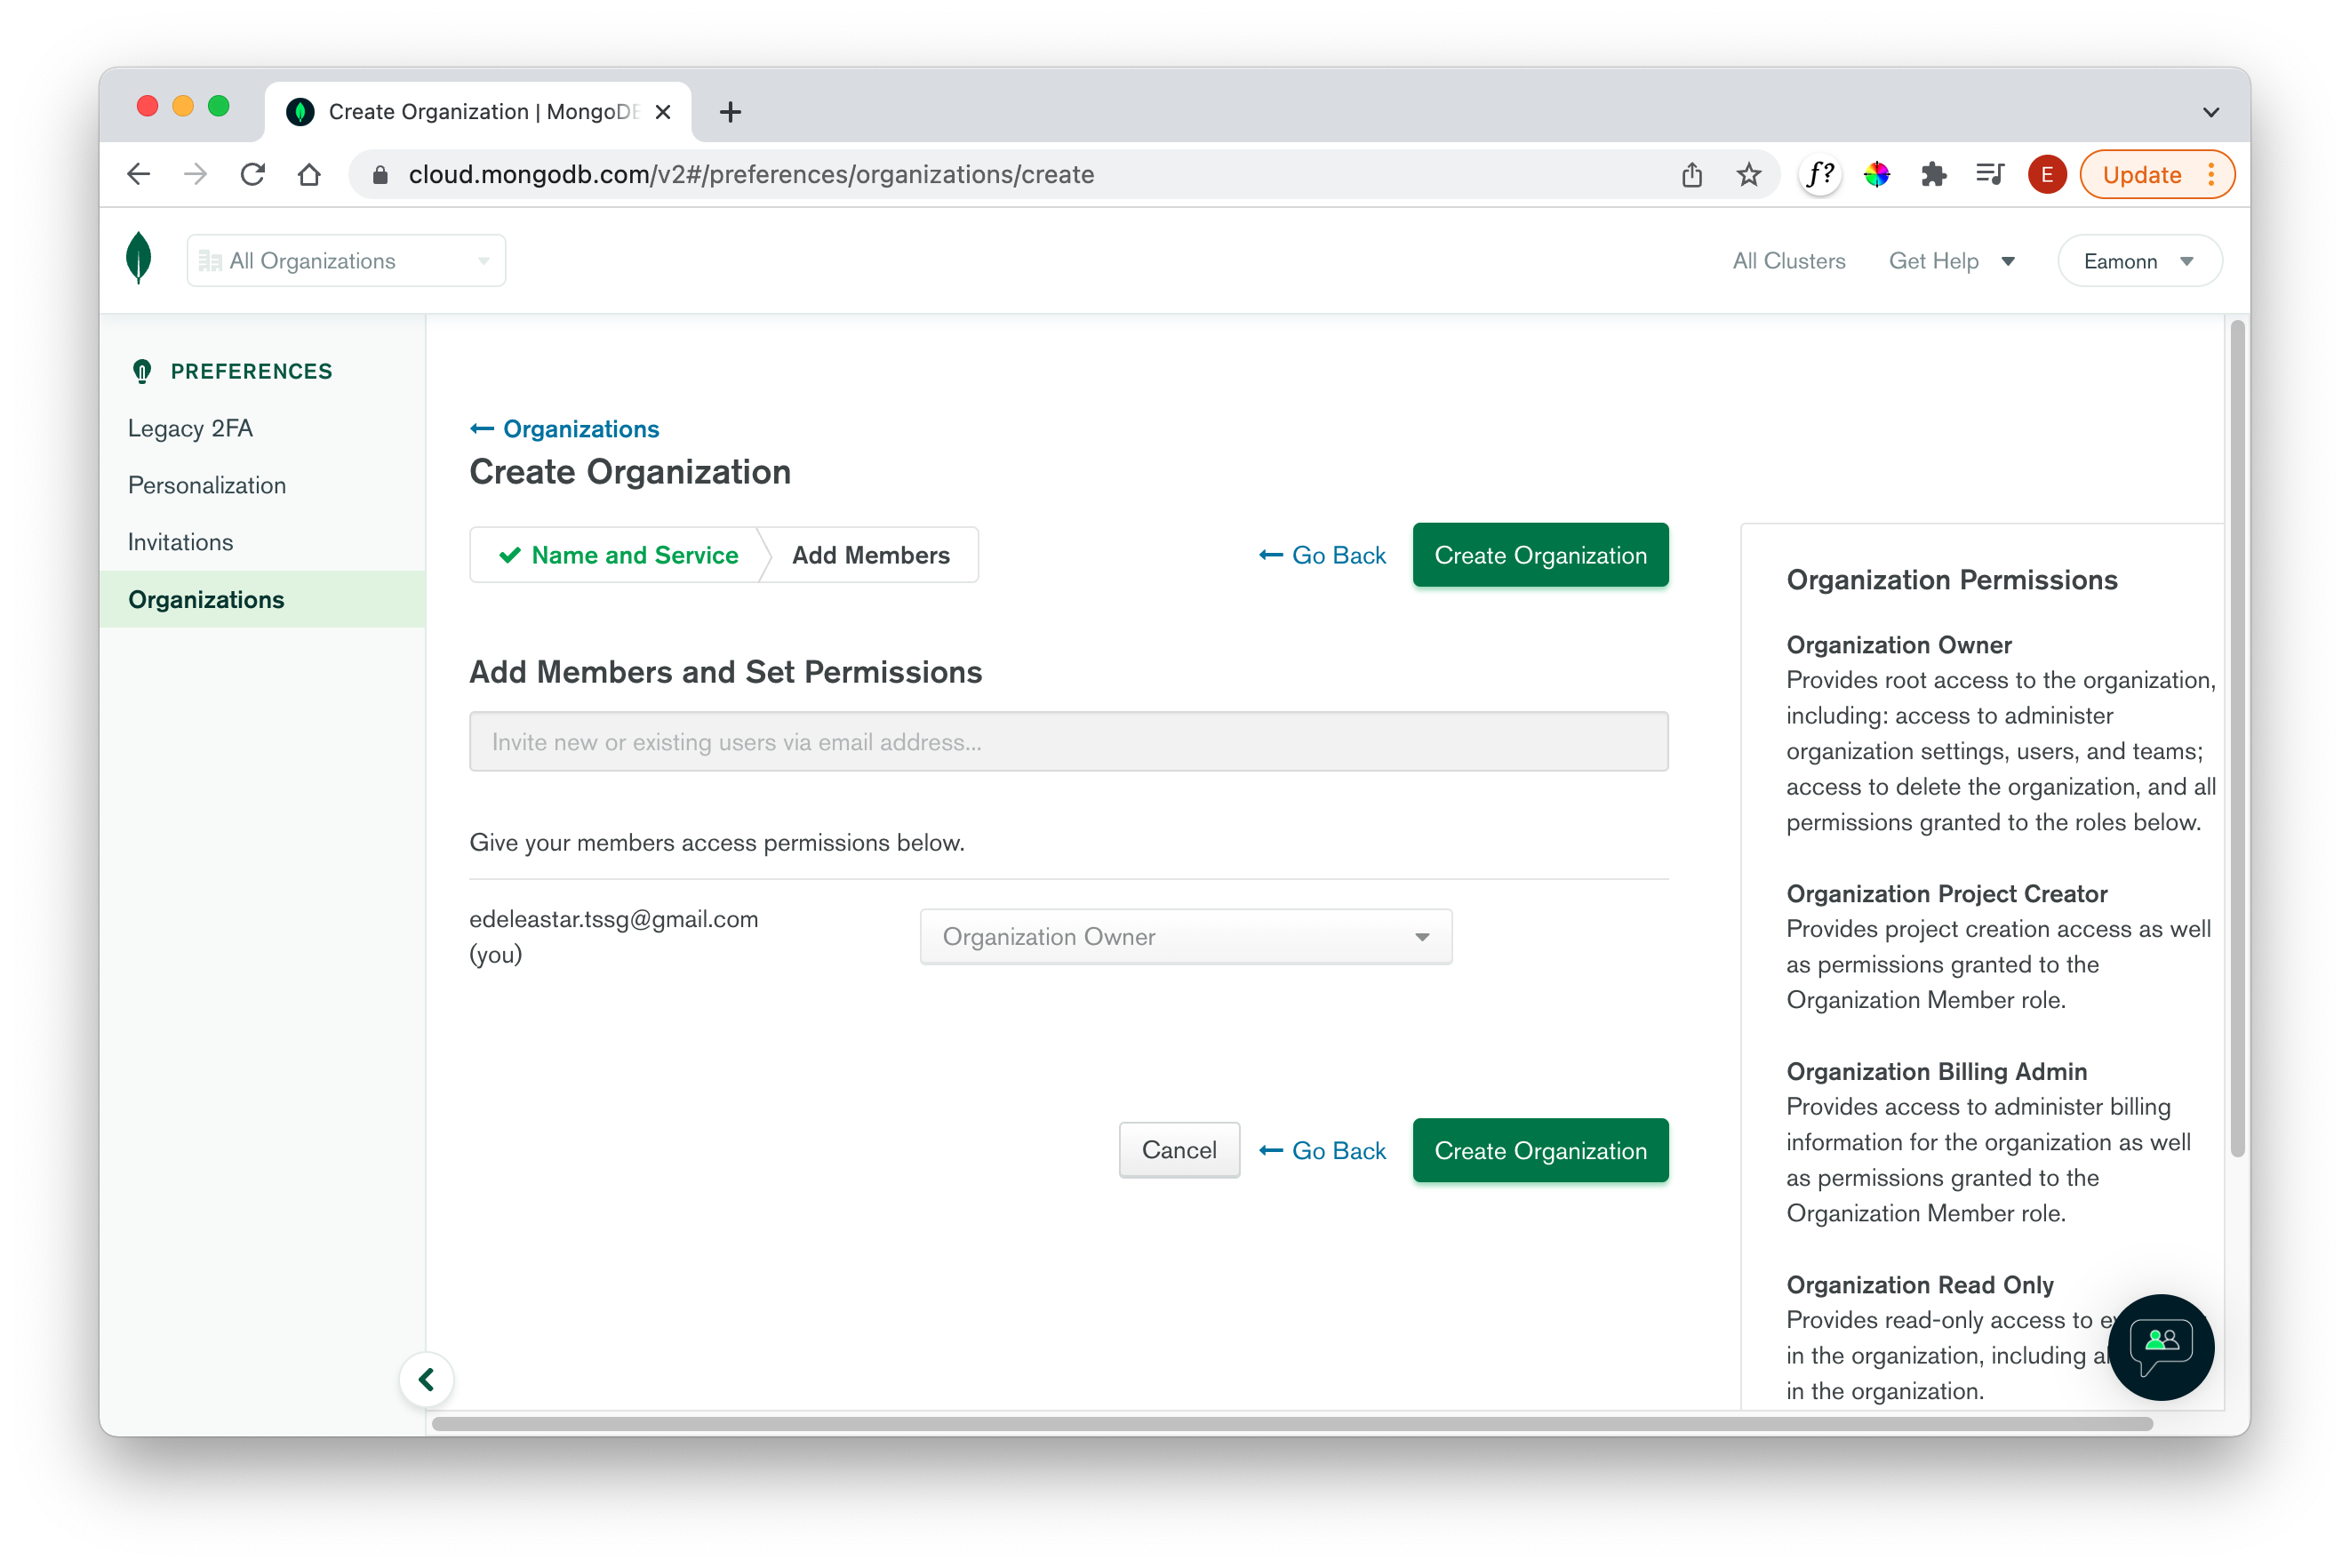 Create Organization | MongoDB
cloud.mongodb.com/v2#/preferences/organizations/create
f?
E
Update
All Organizations
All Clusters
Get Help
Eamonn
PREFERENCES
Legacy 2FA
Personalization
Invitations
Organizations
Organizations
Create Organization
Name and Service
Add Members
Go Back
Create Organization
Add Members and Set Permissions
Invite new or existing users via email address...
Give your members access permissions below.
edeleastar.tssg@gmail.com
(you)
Organization Owner
Cancel
Go Back
Create Organization
Organization Permissions
Organization Owner
Provides root access to the organization,
including: access to administer
organization settings, users, and teams;
access to delete the organization, and all
permissions granted to the roles below.
Organization Project Creator
Provides project creation access as well
as permissions granted to the
Organization Member role.
Organization Billing Admin
Provides access to administer billing
information for the organization as well
as permissions granted to the
Organization Member role.
Organization Read Only
Provides read-only access to
in the organization, including
in the organization.